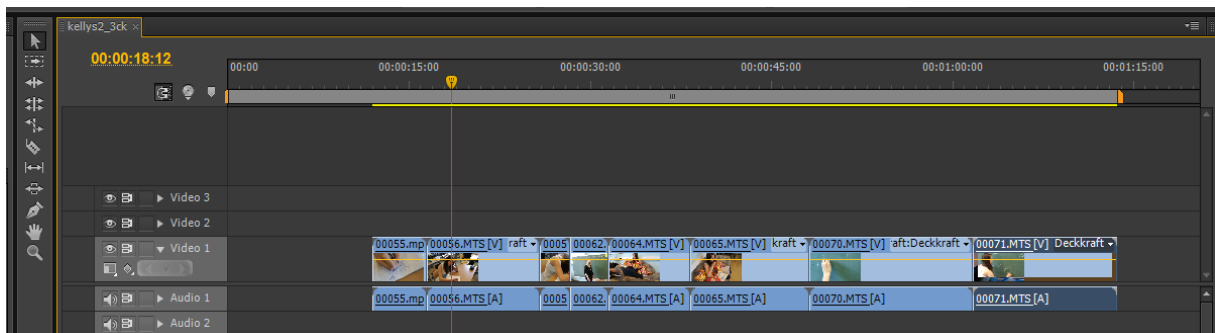 kellys2_3ck ×
00:00:18:12
00:00 00:00:15:00 00:00:30:00 00:00:45:00 00:01:00:00 00:01:15:00
Video 3
Video 2
Video 1 00055.mp 00056.MTS [V] raft 0005 00062. 00064.MTS [V] 00065.MTS [V] kraft 00070.MTS [V] aft:Deckkraft 00071.MTS [V] Deckkraft
Audio 1 00055.mp 00056.MTS [A] 0005 00062. 00064.MTS [A] 00065.MTS [A] 00070.MTS [A] 00071.MTS [A]
Audio 2